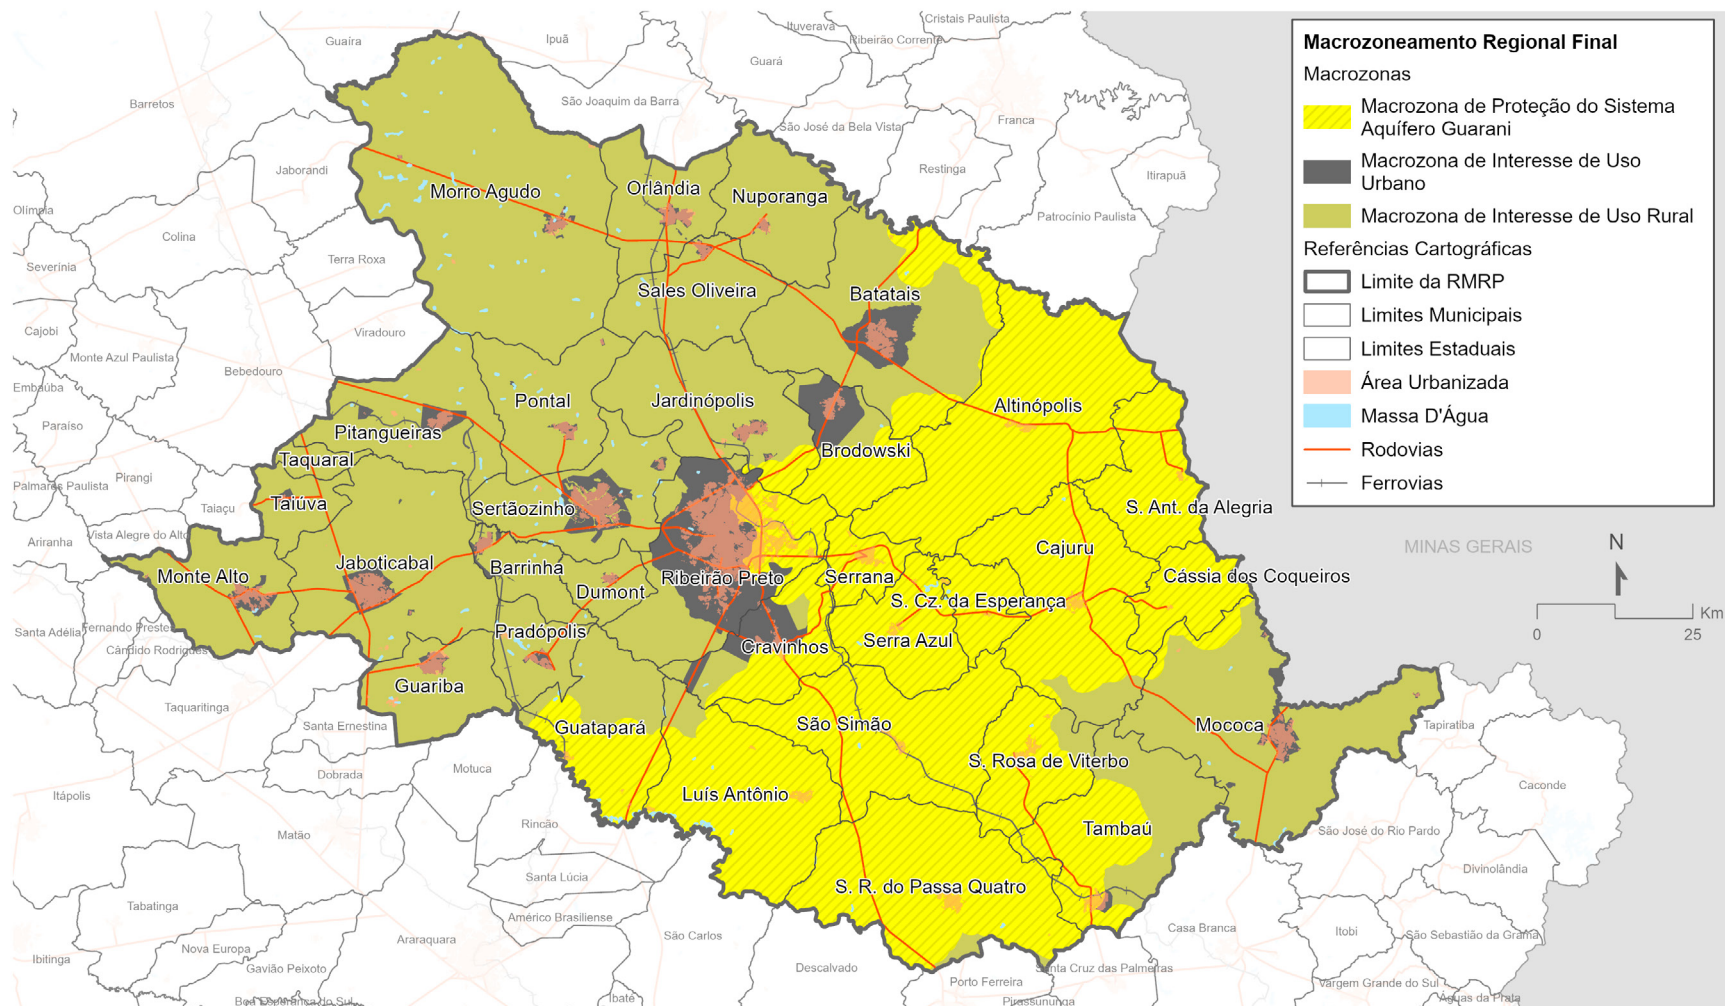 Cristais Paulista
Ituverava
Ribeirão Corrente
Guaíra
Ipuã
Guará
Barretos
São Joaquim da Barra
São José da Bela Vista
Franca
Jaborandi
Restinga
Itirapuã
Morro Agudo
Orlândia
Nuporanga
Olímpia
Patrocínio Paulista
Colina
Terra Roxa
Severinia
Sales Oliveira
Batatais
Cajobi
Viradouro
Monte Azul Paulista
Bebedouro
Embaúba
Pontal
Jardinópolis
Altinópolis
Paraíso
Pitangueiras
Brodowski
Taquaral
Pirangi
Palmares Paulista
Taiúva
Taiaçu
Sertãozinho
S. Ant. da Alegria
Vista Alegre do Alto
Ariranha
MINAS GERAIS
Cajuru
Jaboticabal
Barrinha
Monte Alto
Ribeirão Preto
Serrana
Cássia dos Coqueiros
Dumont
S. Cz. da Esperança
Santa Adélia
Fernando Prestes
Pradópolis
Serra Azul
Cravinhos
Cândido Rodrigues
Guariba
Taquaritinga
Santa Ernestina
Guatapará
São Simão
Mococa
Tapiratiba
S. Rosa de Viterbo
Dobrada
Motuca
Caconde
Itápolis
Luís Antônio
Rincão
Tambaú
São José do Rio Pardo
Matão
Divinolândia
Santa Lúcia
S. R. do Passa Quatro
Tabatinga
Américo Brasiliense
Casa Branca
Itobi
São Sebastião da Grama
Araraquara
São Carlos
Nova Europa
Ibitinga
Gavião Peixoto
Descalvado
Santa Cruz das Palmeiras
Porto Ferreira
Vargem Grande do Sul
Boa Esperança do Sul
Ibaté
Pirassununga
Águas da Prata
Macrozoneamento Regional Final
Macrozonas
Macrozona de Proteção do Sistema
Aquífero Guarani
Macrozona de Interesse de Uso
Urbano
Macrozona de Interesse de Uso Rural
Referências Cartográficas
Limite da RMRP
Limites Municipais
Limites Estaduais
Área Urbanizada
Massa D'Água
Rodovias
Ferrovias
N
Km
0 25